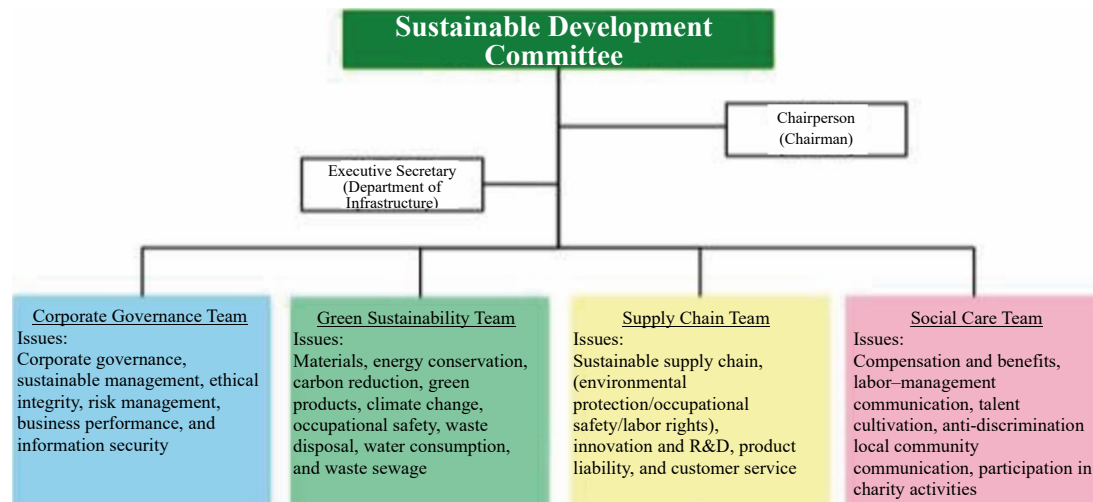 Sustainable Development
Committee
Chairperson
(Chairman)
Executive Secretary
(Department of
Infrastructure)
Corporate Governance Team
Issues:
Corporate governance,
sustainable management, ethical
integrity, risk management,
business performance, and
information security
Green Sustainability Team
Issues:
Materials, energy conservation,
carbon reduction, green
products, climate change,
occupational safety, waste
disposal, water consumption,
and waste sewage
Supply Chain Team
Issues:
Sustainable supply chain,
(environmental
protection/occupational
safety/labor rights),
innovation and R&D, product
liability, and customer service
Social Care Team
Issues:
Compensation and benefits,
labor–management
communication, talent
cultivation, anti-discrimination
local community
communication, participation in
charity activities